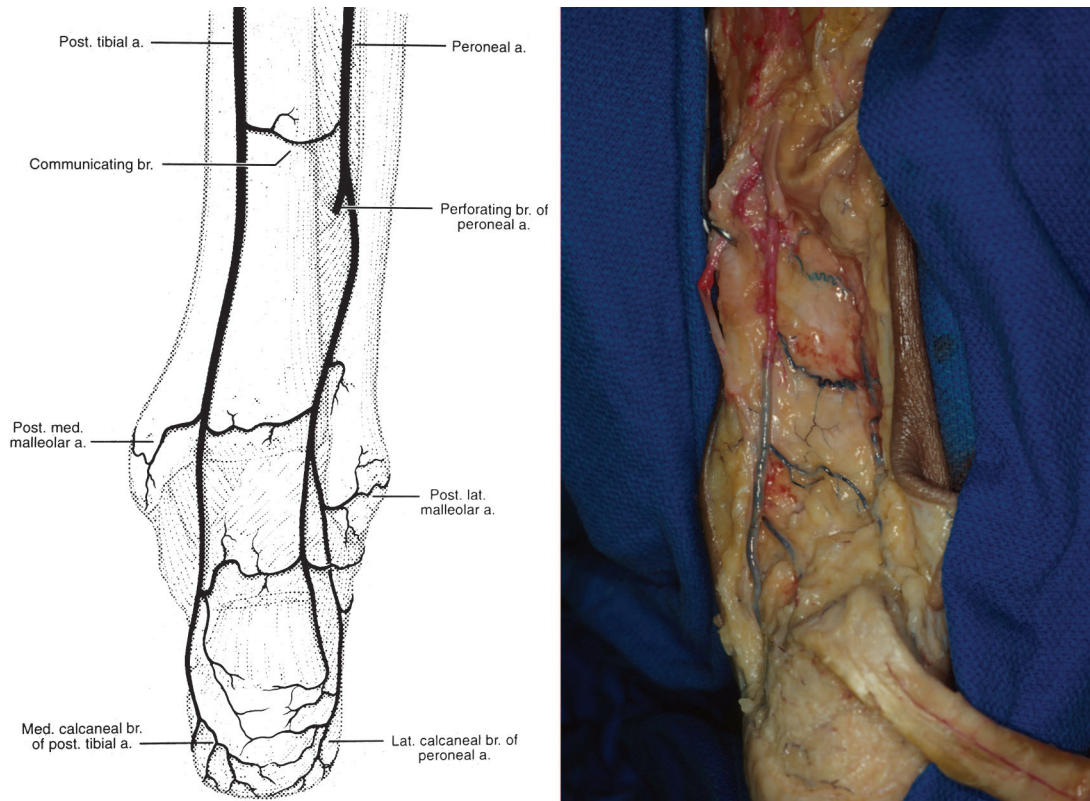 Post. tibial a.
Peroneal a.
Communicating br.
Perforating br. of
peroneal a.
Post. med.
malleolar a.
Post. lat.
malleolar a.
Med. calcaneal br.
of post. tibial a.
Lat. calcaneal br. of
peroneal a.